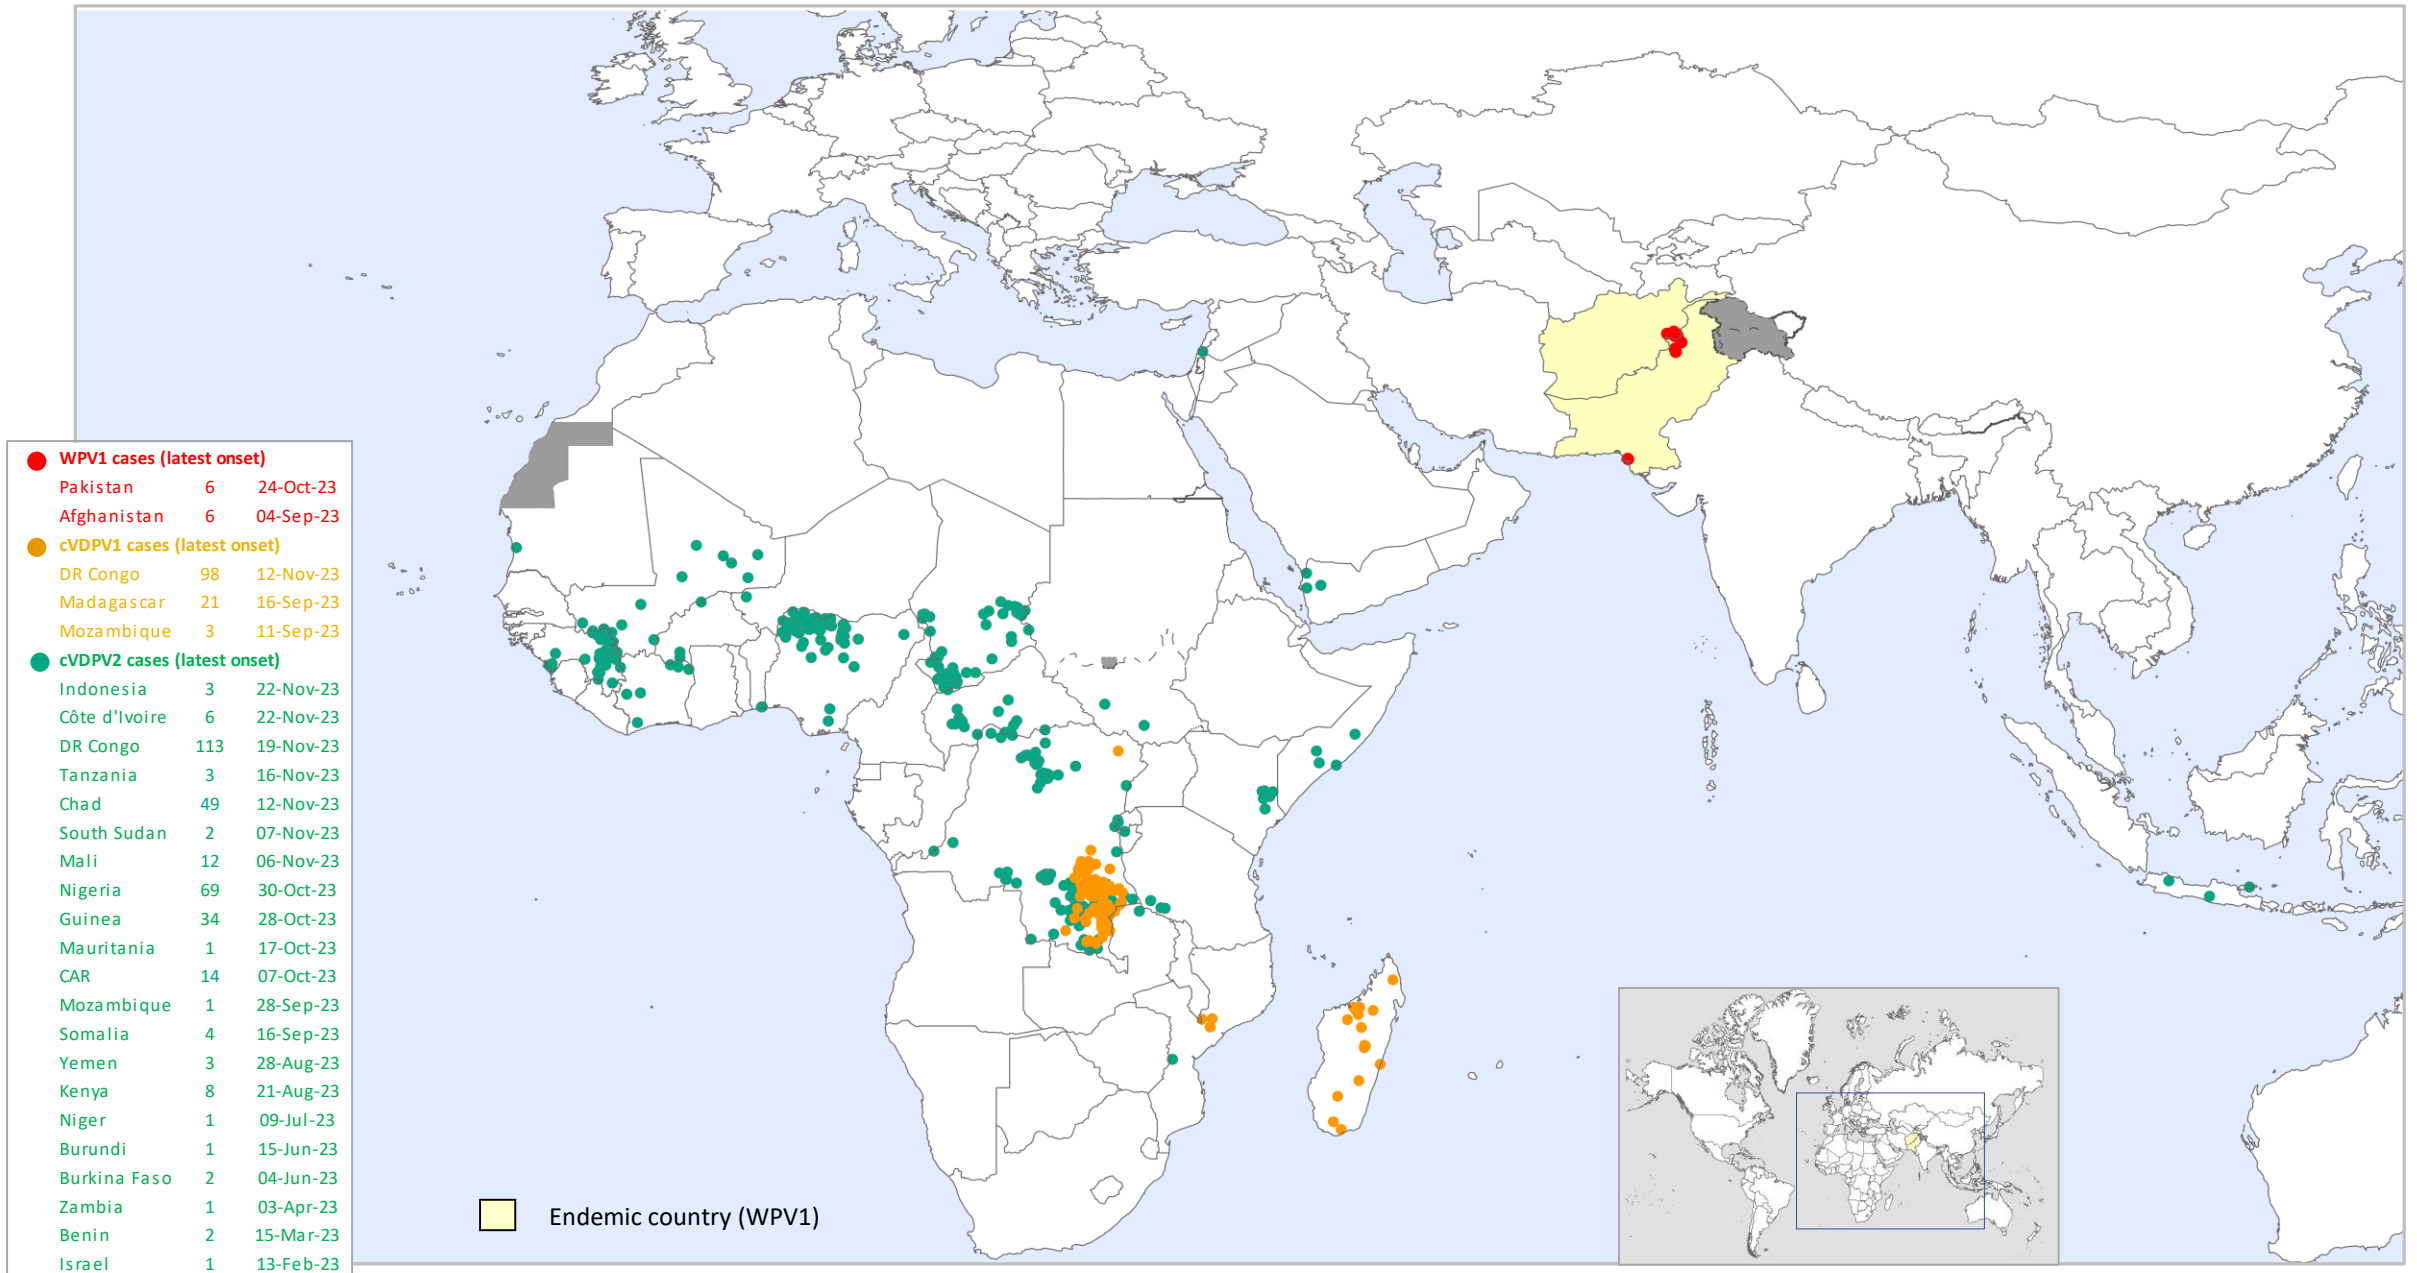 WPV1 cases (latest onset)
Pakistan 6 24-Oct-23
Afghanistan 6 04-Sep-23
cVDPV1 cases (latest onset)
DR Congo 98 12-Nov-23
Madagascar 21 16-Sep-23
Mozambique 3 11-Sep-23
cVDPV2 cases (latest onset)
Indonesia 3 22-Nov-23
Côte d'Ivoire 6 22-Nov-23
DR Congo 113 19-Nov-23
Tanzania 3 16-Nov-23
Chad 49 12-Nov-23
South Sudan 2 07-Nov-23
Mali 12 06-Nov-23
Nigeria 69 30-Oct-23
Guinea 34 28-Oct-23
Mauritania 1 17-Oct-23
CAR 14 07-Oct-23
Mozambique 1 28-Sep-23
Somalia 4 16-Sep-23
Yemen 3 28-Aug-23
Kenya 8 21-Aug-23
Niger 1 09-Jul-23
Burundi 1 15-Jun-23
Burkina Faso 2 04-Jun-23
Zambia 1 03-Apr-23
Benin 2 15-Mar-23
Israel 1 13-Feb-23
Endemic country (WPV1)